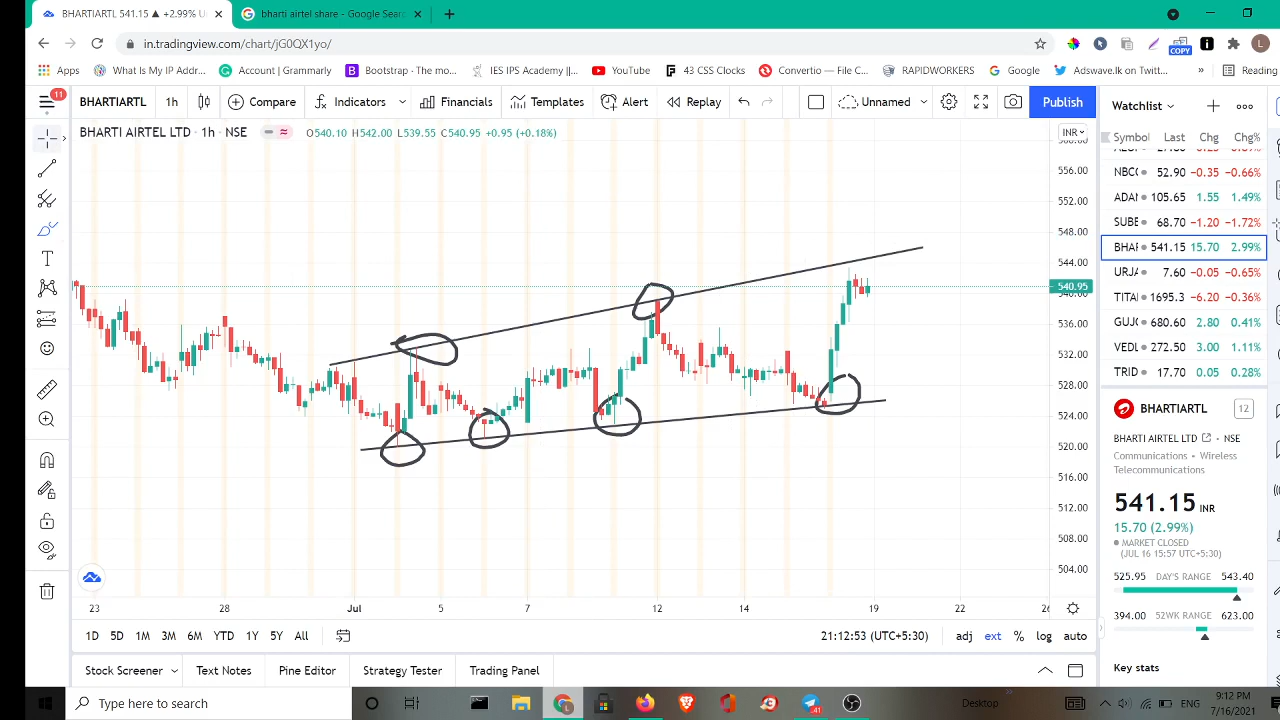 BHARTIARTL 541.15 ▲ +2.99% U
bharti airtel share - Google Searc
in.tradingview.com/chart/jG0QX1yo/
COPY
L
Apps
What Is My IP Addr...
Account | Grammarly
Bootstrap · The mo...
IES IPS Academy ||...
YouTube
43 CSS Clocks
Convertio — File C...
RAPIDWORKERS
Google
Adswave.lk on Twitt...
Reading
11
BHARTIARTL
1h
Compare
Indicators
Financials
Templates
Alert
Replay
Unnamed
Publish
Watchlist
BHARTI AIRTEL LTD · 1h · NSE
O540.10 H542.00 L539.55 C540.95 +0.95 (+0.18%)
INR
Symbol Last Chg Chg%
NBCC 52.90 −0.35 −0.66%
ADAN 105.65 1.55 1.49%
SUBE 68.70 −1.20 −1.72%
BHAR 541.15 15.70 2.99%
URJA 7.60 −0.05 −0.65%
TITA 1695.3 −6.20 −0.36%
GUJC 680.60 2.80 0.41%
VEDL 272.50 3.00 1.11%
TRID 17.70 0.05 0.28%
556.00
552.00
548.00
544.00
540.95
536.00
532.00
528.00
524.00
520.00
516.00
512.00
508.00
504.00
BHARTIARTL
12
BHARTI AIRTEL LTD • NSE
Communications • Wireless
Telecommunications
541.15 INR
15.70 (2.99%)
MARKET CLOSED
(JUL 16 15:57 UTC+5:30)
525.95 DAY'S RANGE 543.40
394.00 52WK RANGE 623.00
Key stats
23 28 Jul 5 7 12 14 19 22 26
1D 5D 1M 3M 6M YTD 1Y 5Y All
21:12:53 (UTC+5:30)
adj ext % log auto
Stock Screener
Text Notes
Pine Editor
Strategy Tester
Trading Panel
Type here to search
41
Desktop
ENG
9:12 PM
7/16/2021